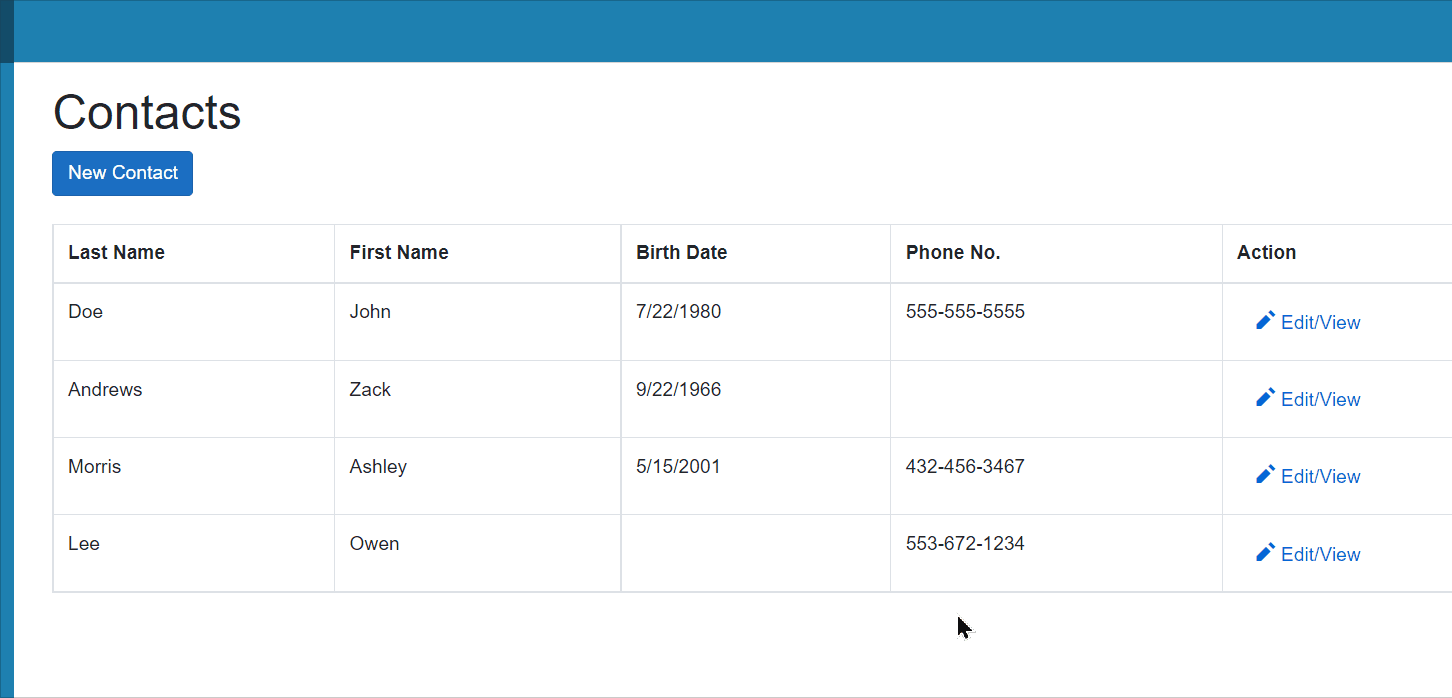 Contacts
New Contact
Last Name First Name Birth Date Phone No. Action
Doe John 7/22/1980 555-555-5555 Edit/View
Andrews Zack 9/22/1966 Edit/View
Morris Ashley 5/15/2001 432-456-3467 Edit/View
Lee Owen 553-672-1234 Edit/View